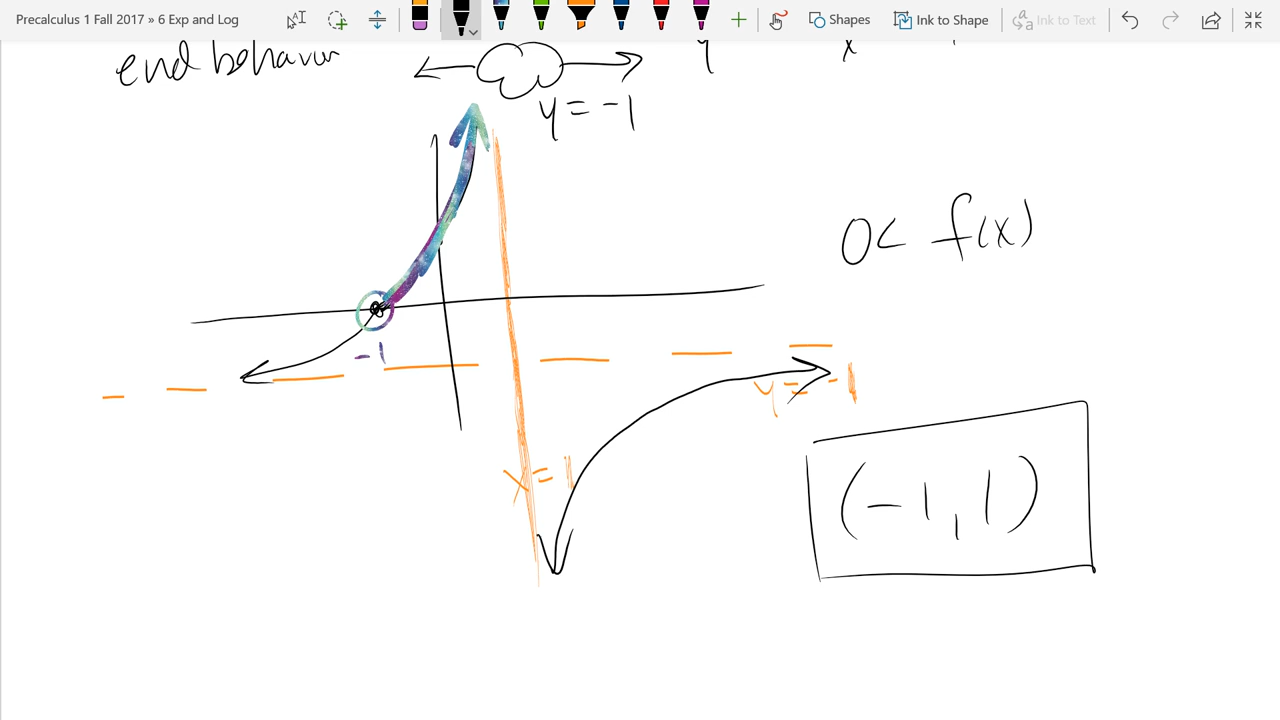 Precalculus 1 Fall 2017 » 6 Exp and Log
Shapes
Ink to Shape
Ink to Text
end behavior
y = -1
0 < f(x)
-1
y = -1
x = 1
(-1, 1)